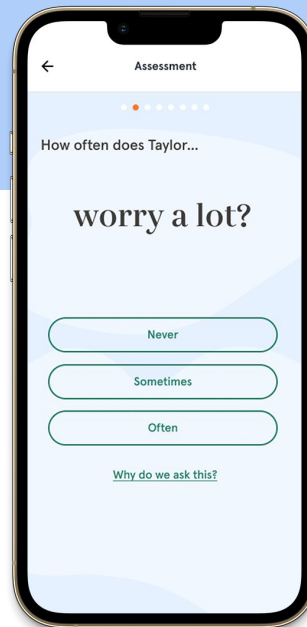 Assessment
How often does Taylor...
worry a lot?
Never
Sometimes
Often
Why do we ask this?